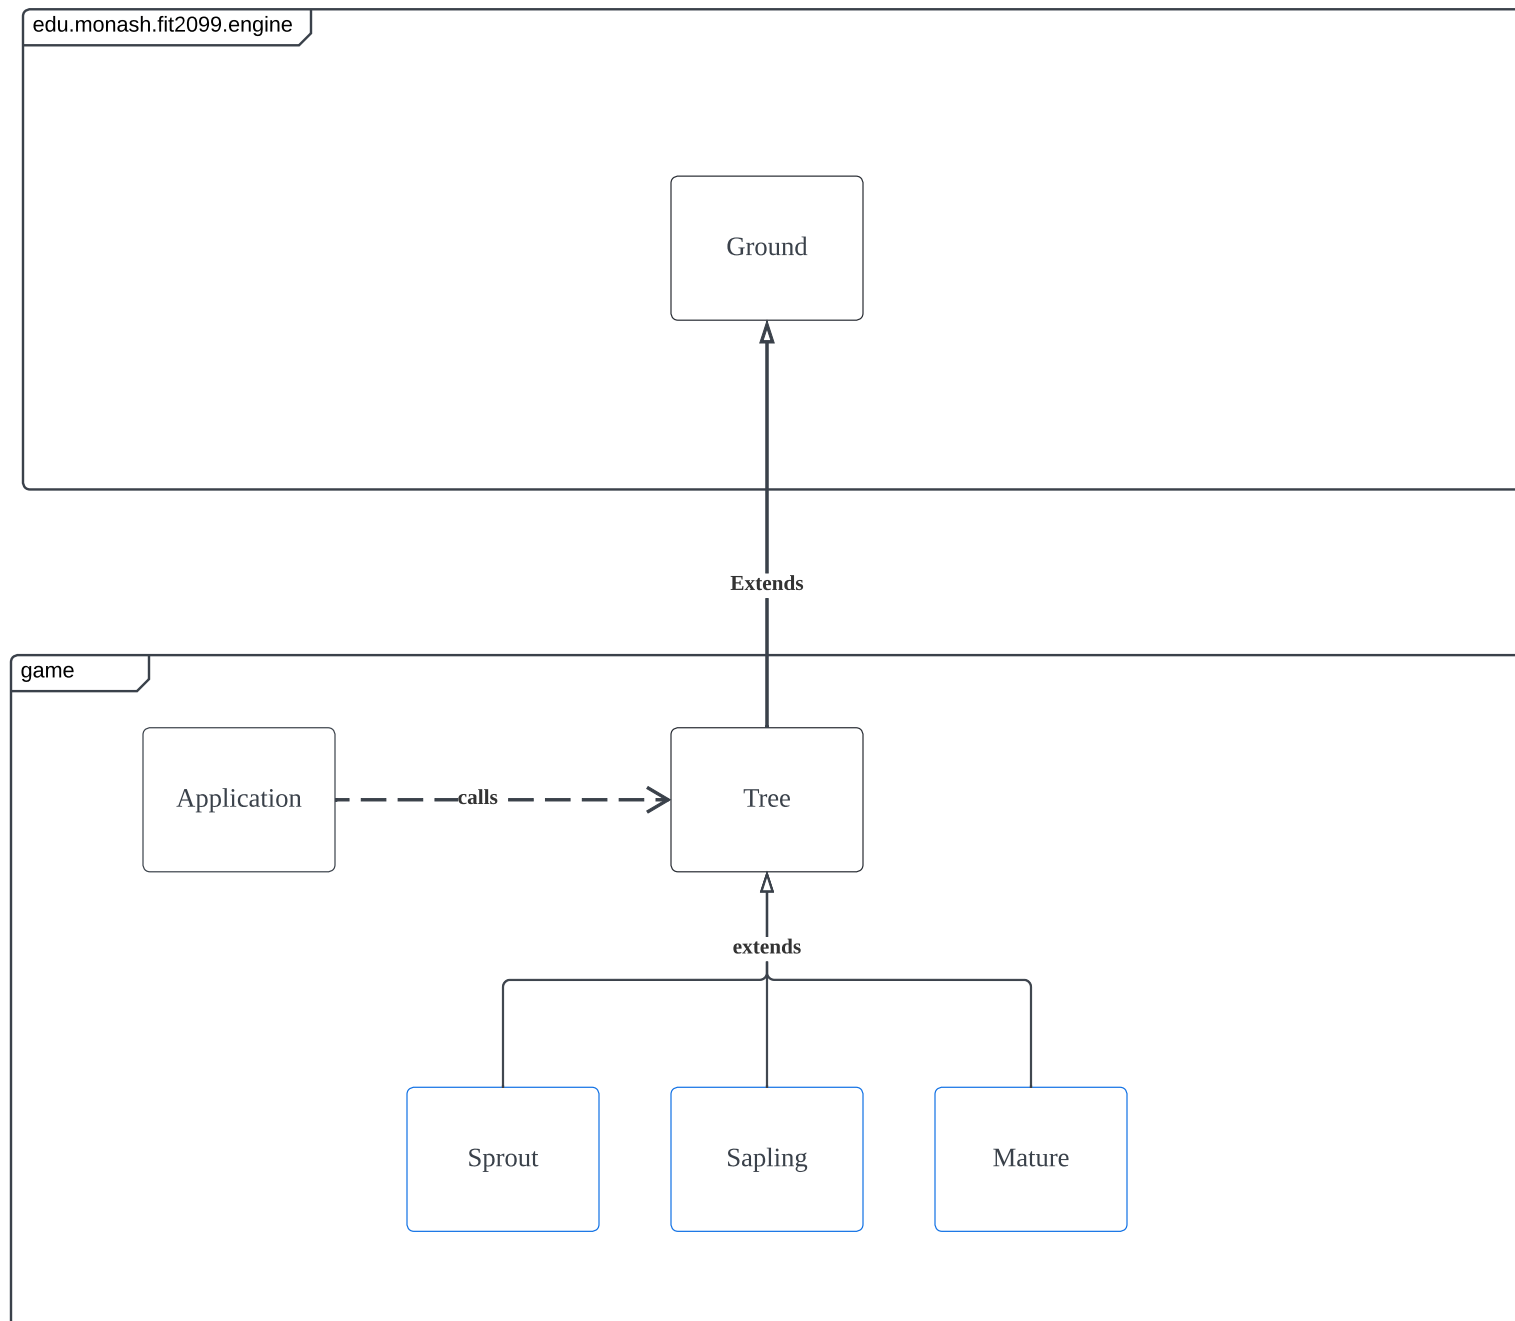 edu.monash.fit2099.engine
Ground
Extends
game
Application
calls
Tree
extends
Sprout
Sapling
Mature